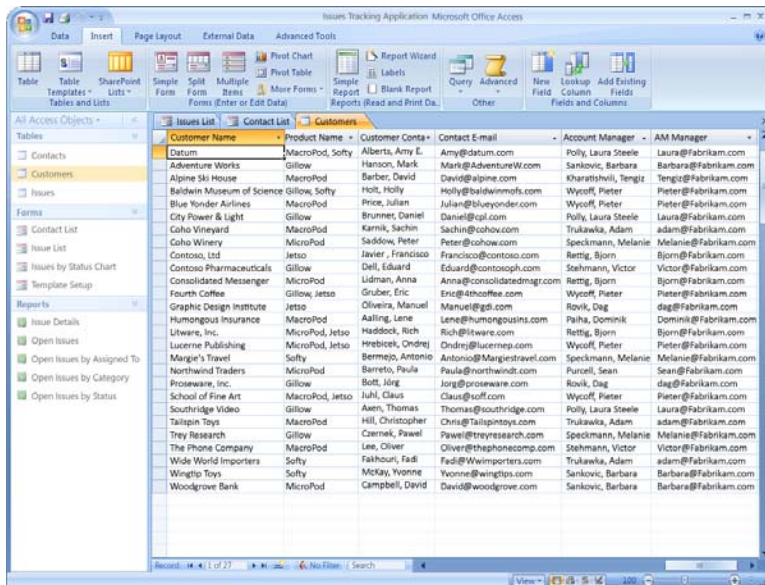 Issues Tracking Application Microsoft Office Access
Data Insert Page Layout External Data Advanced Tools
Table
Table Templates
SharePoint Lists
Tables and Lists
Simple Form
Split Form
Multiple Items
Pivot Chart
Pivot Table
More Forms
Forms (Enter or Edit Data)
Simple Report
Report Wizard
Labels
Blank Report
Reports (Read and Print Da...
Query
Advanced
Other
New Field
Lookup Column
Add Existing Fields
Fields and Columns
All Access Objects
Tables
Contacts
Customers
Issues
Forms
Contact List
Issue List
Issues by Status Chart
Template Setup
Reports
Issue Details
Open Issues
Open Issues by Assigned To
Open Issues by Category
Open Issues by Status
Issues List Contact List Customers
Customer Name Product Name Customer Conta Contact E-mail Account Manager AM Manager
Datum MacroPod, Softy Alberts, Amy E. Amy@datum.com Polly, Laura Steele Laura@Fabrikam.com
Adventure Works Gillow Hanson, Mark Mark@AdventureW.com Sankovic, Barbara Barbara@Fabrikam.com
Alpine Ski House MacroPod Barber, David David@alpine.com Kharatishvili, Tengiz Tengiz@Fabrikam.com
Baldwin Museum of Science Gillow, Softy Holt, Holly Holly@baldwinmofs.com Wycoff, Pieter Pieter@Fabrikam.com
Blue Yonder Airlines MacroPod Price, Julian Julian@blueyonder.com Wycoff, Pieter Pieter@Fabrikam.com
City Power & Light Gillow Brunner, Daniel Daniel@cpl.com Polly, Laura Steele Laura@Fabrikam.com
Coho Vineyard MacroPod Karnik, Sachin Sachin@cohov.com Trukawka, Adam adam@Fabrikam.com
Coho Winery MicroPod Saddow, Peter Peter@cohow.com Speckmann, Melanie Melanie@Fabrikam.com
Contoso, Ltd Jetso Javier , Francisco Francisco@contoso.com Rettig, Bjorn Bjorn@Fabrikam.com
Contoso Pharmaceuticals Gillow Dell, Eduard Eduard@contosoph.com Stehmann, Victor Victor@Fabrikam.com
Consolidated Messenger MicroPod Lidman, Anna Anna@consolidatedmsgr.com Rettig, Bjorn Bjorn@Fabrikam.com
Fourth Coffee Gillow, Jetso Gruber, Eric Eric@4thcoffee.com Wycoff, Pieter Pieter@Fabrikam.com
Graphic Design Institute Jetso Oliveira, Manuel Manuel@gdi.com Rovik, Dag dag@Fabrikam.com
Humongous Insurance MacroPod Aaling, Lene Lene@humongousins.com Paiha, Dominik Dominik@Fabrikam.com
Litware, Inc. MicroPod, Jetso Haddock, Rich Rich@litware.com Rettig, Bjorn Bjorn@Fabrikam.com
Lucerne Publishing MicroPod, Jetso Hrebicek, Ondrej Ondrej@lucernep.com Wycoff, Pieter Pieter@Fabrikam.com
Margie's Travel Softy Bermejo, Antonio Antonio@Margiestravel.com Speckmann, Melanie Melanie@Fabrikam.com
Northwind Traders MicroPod Barreto, Paula Paula@northwindt.com Purcell, Sean Sean@Fabrikam.com
Proseware, Inc. Gillow Bott, Jörg Jorg@proseware.com Rovik, Dag dag@Fabrikam.com
School of Fine Art MacroPod, Jetso Juhl, Claus Claus@soff.com Wycoff, Pieter Pieter@Fabrikam.com
Southridge Video Gillow Axen, Thomas Thomas@southridge.com Polly, Laura Steele Laura@Fabrikam.com
Tailspin Toys MacroPod Hill, Christopher Chris@Tailspintoys.com Trukawka, Adam adam@Fabrikam.com
Trey Research Gillow Czernek, Pawel Pawel@treyresearch.com Speckmann, Melanie Melanie@Fabrikam.com
The Phone Company MacroPod Lee, Oliver Oliver@thephonecomp.com Stehmann, Victor Victor@Fabrikam.com
Wide World Importers Softy Fakhouri, Fadi Fadi@Wwimporters.com Trukawka, Adam adam@Fabrikam.com
Wingtip Toys Softy McKay, Yvonne Yvonne@wingtips.com Sankovic, Barbara Barbara@Fabrikam.com
Woodgrove Bank MicroPod Campbell, David David@woodgrove.com Sankovic, Barbara Barbara@Fabrikam.com
Record: 1 of 27 No Filter Search
View 100